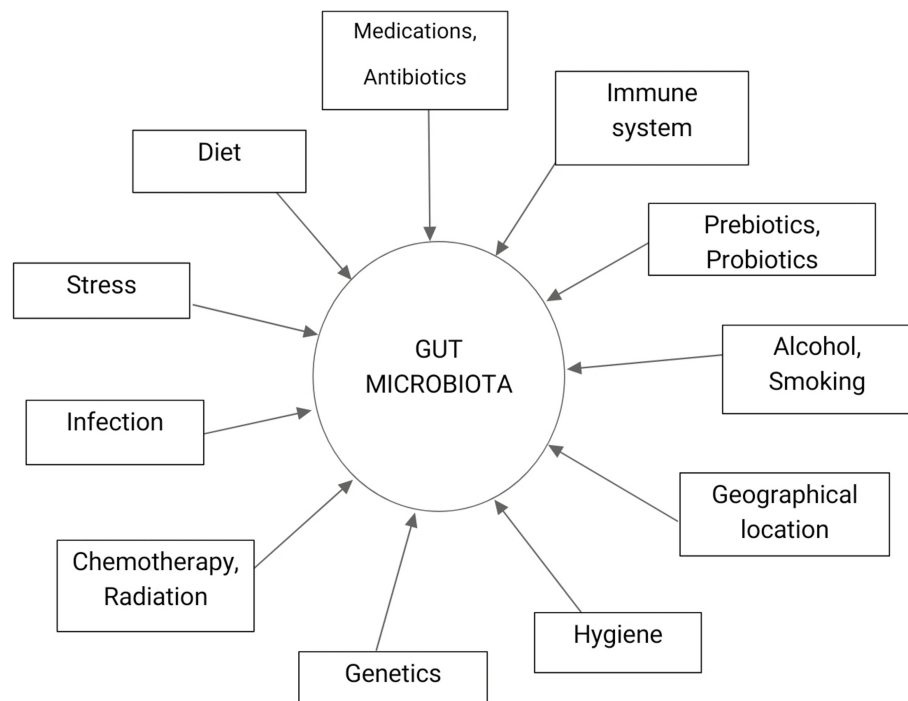 Medications,
Antibiotics
Immune
system
Diet
Prebiotics,
Probiotics
Stress
GUT
MICROBIOTA
Alcohol,
Smoking
Infection
Geographical
location
Chemotherapy,
Radiation
Hygiene
Genetics